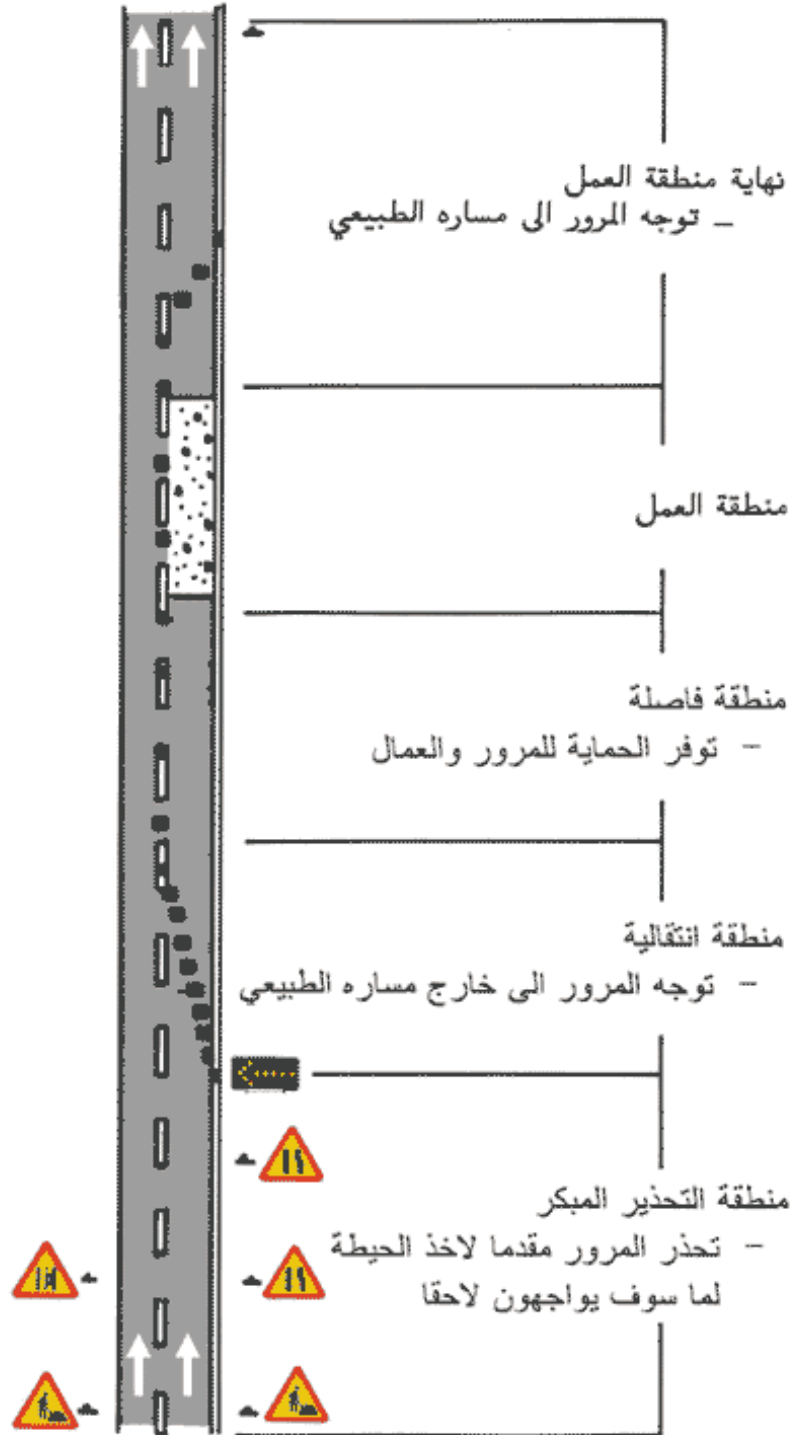 نهاية منطقة العمل
– توجه المرور الى مساره الطبيعي
منطقة العمل
منطقة فاصلة
- توفر الحماية للمرور والعمال
منطقة انتقالية
- توجه المرور الى خارج مساره الطبيعي
منطقة التحذير المبكر
- تحذر المرور مقدما لاخذ الحيطة
لما سوف يواجهون لاحقا